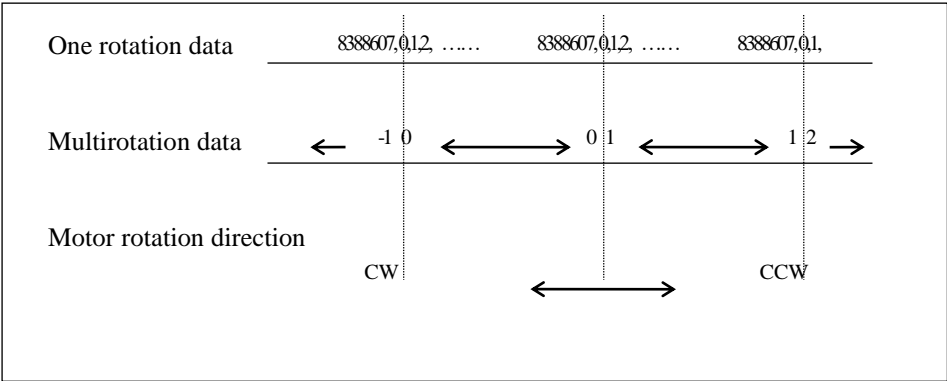 One rotation data 8388607,0,1,2, …… 8388607,0,1,2, …… 8388607,0,1,
Multirotation data -1 0 0 1 1 2
Motor rotation direction
CW CCW